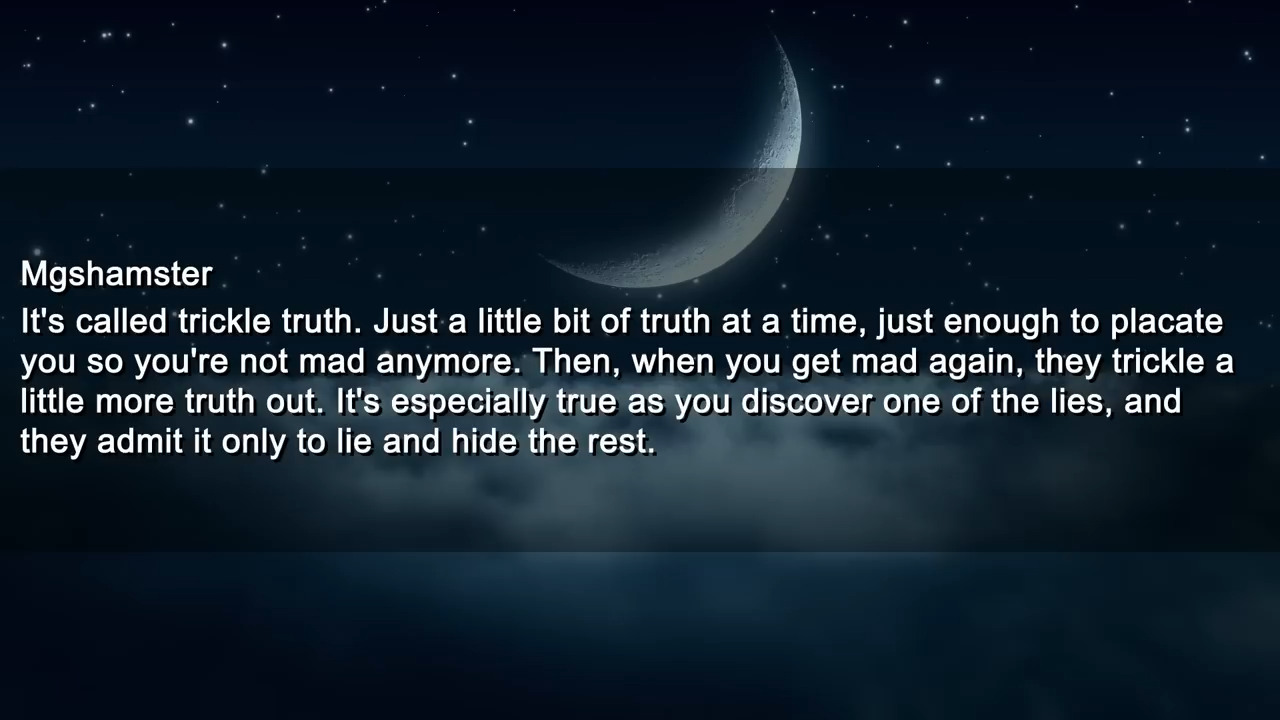 Mgshamster
It's called trickle truth. Just a little bit of truth at a time, just enough to placate
you so you're not mad anymore. Then, when you get mad again, they trickle a
little more truth out. It's especially true as you discover one of the lies, and
they admit it only to lie and hide the rest.